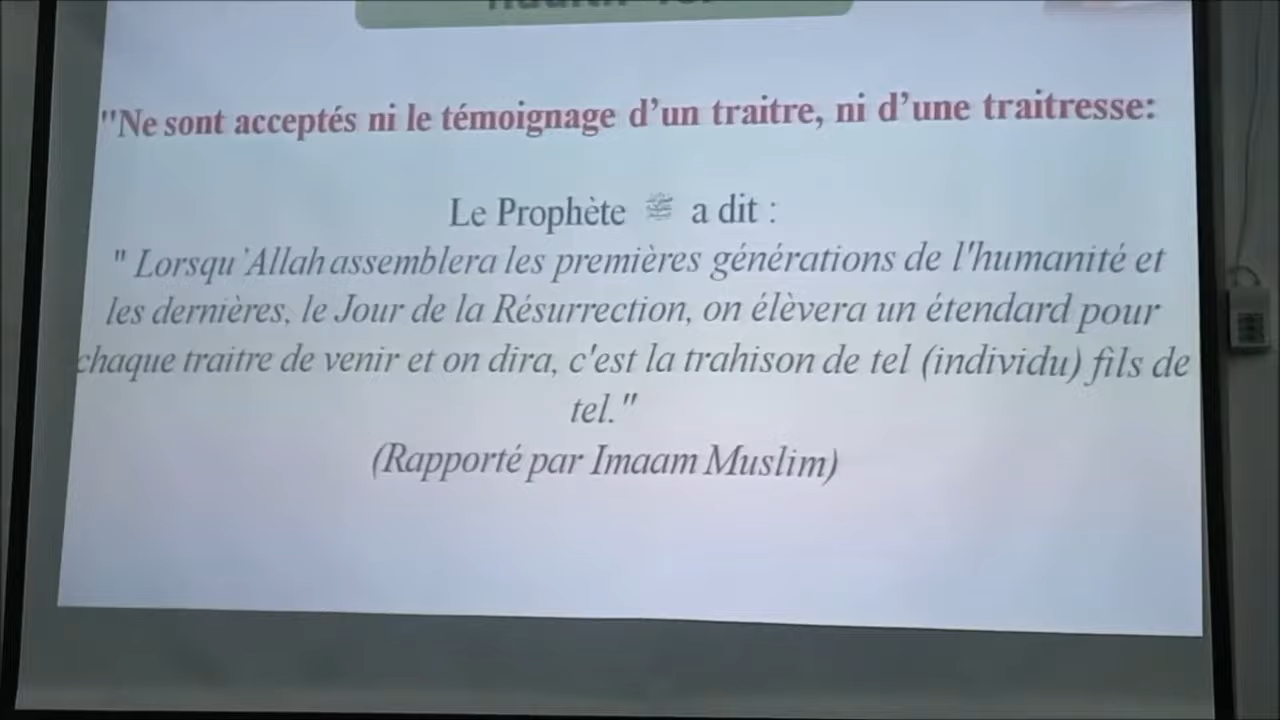 "Ne sont acceptés ni le témoignage d’un traitre, ni d’une traitresse:
Le Prophète ﷺ a dit :
" Lorsqu’Allah assemblera les premières générations de l'humanité et
les dernières, le Jour de la Résurrection, on élèvera un étendard pour
chaque traitre de venir et on dira, c'est la trahison de tel (individu) fils de
tel."
(Rapporté par Imaam Muslim)